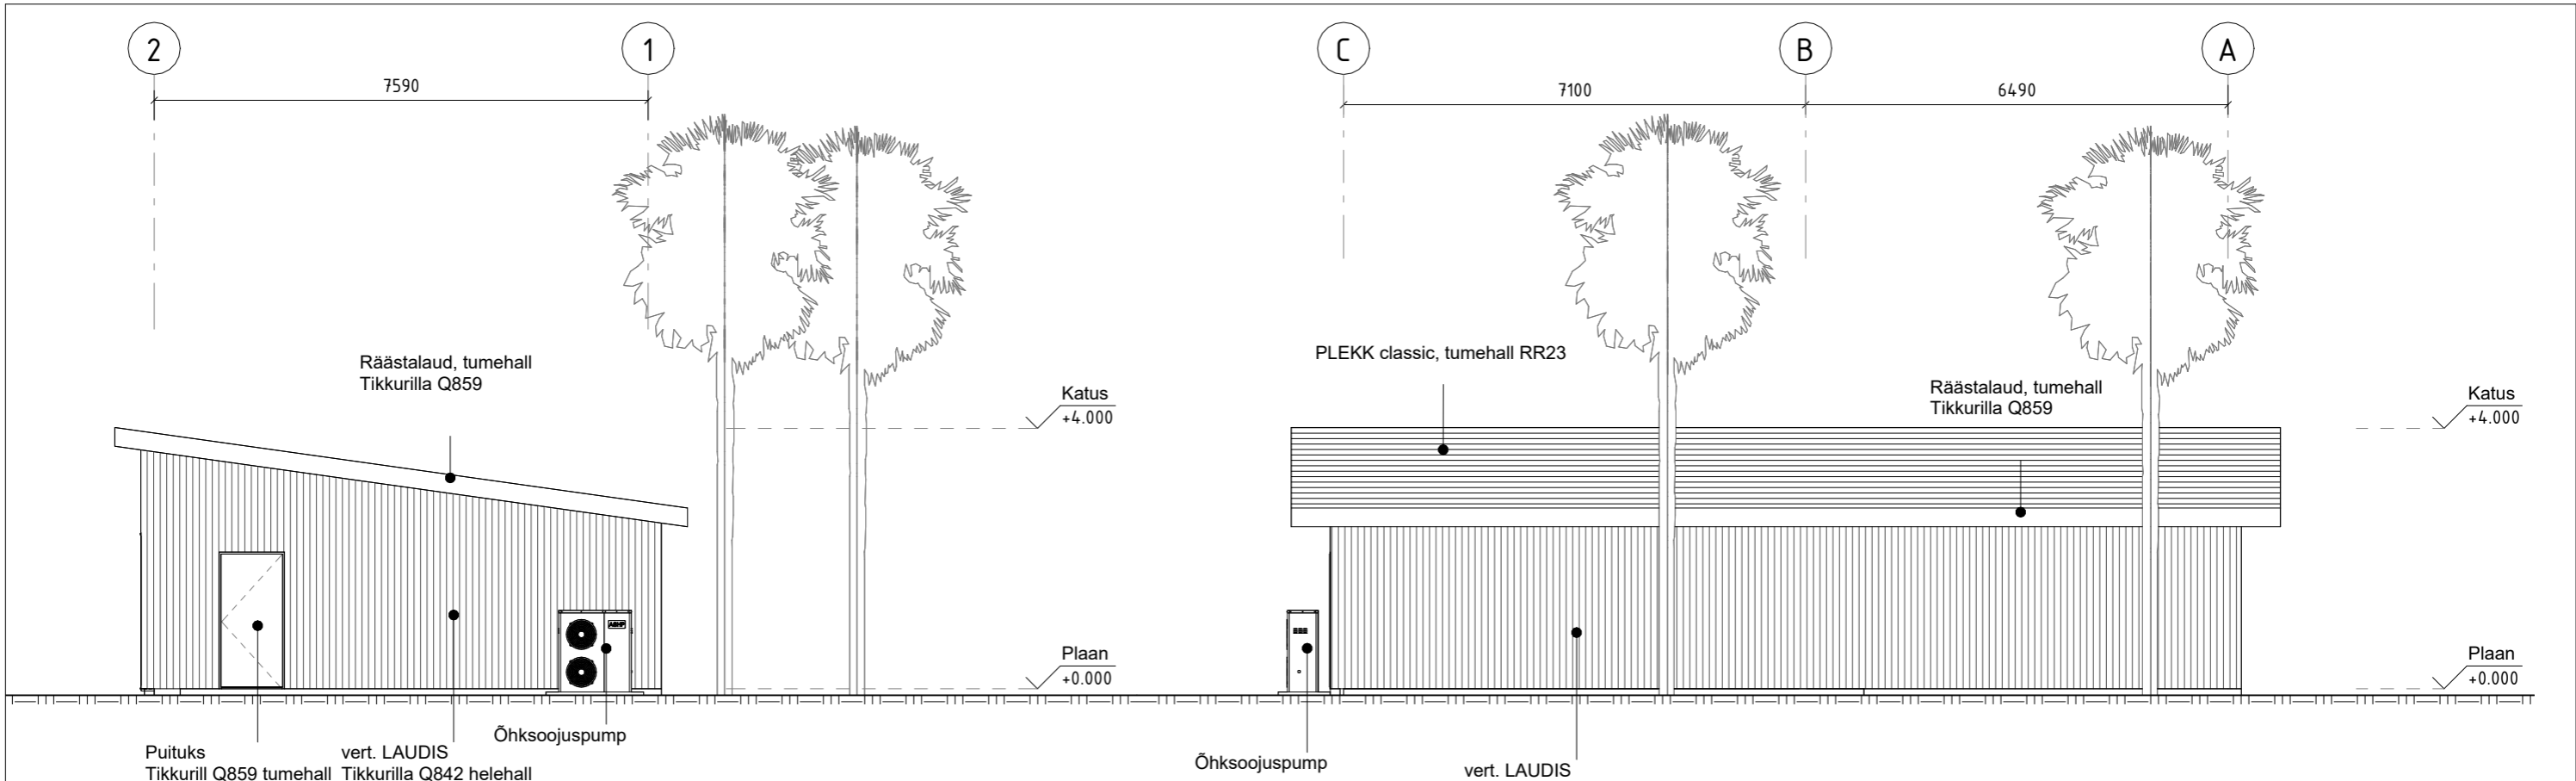 2
1
C
B
A
7590
7100
6490
Räästalaud, tumehall
Tikkurilla Q859
PLEKK classic, tumehall RR23
Räästalaud, tumehall
Tikkurilla Q859
Katus
+4.000
Katus
+4.000
ASHP
Plaan
+0.000
Plaan
+0.000
Õhksoojuspump
Puituks
Tikkurill Q859 tumehall
vert. LAUDIS
Tikkurilla Q842 helehall
Õhksoojuspump
vert. LAUDIS